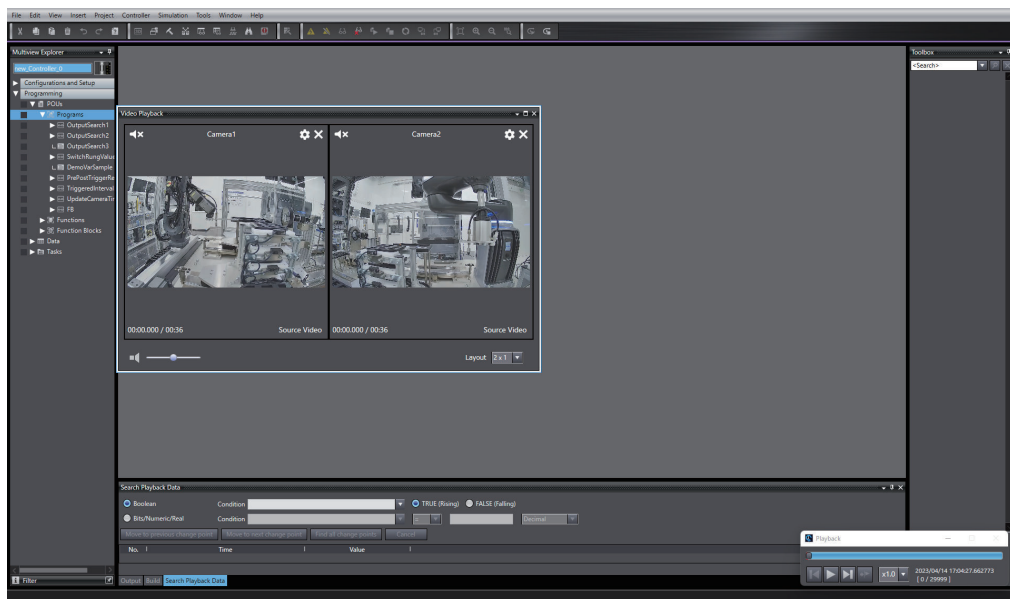 File Edit View Insert Project Controller Simulation Tools Window Help
Multiview Explorer
new_Controller_0
Configurations and Setup
Programming
POUs
Programs
OutputSearch1
OutputSearch2
OutputSearch3
SwitchRungValue
DemoVarSample
PrePostTriggerRe
TriggeredInterval
UpdateCameraTi
FB
Functions
Function Blocks
Data
Tasks
Filter
Video Playback
Camera1
Camera2
00:00.000 / 00:36 Source Video
00:00.000 / 00:36 Source Video
Layout 2 x 1
Toolbox
<Search>
Search Playback Data
Boolean Condition TRUE (Rising) FALSE (Falling)
Bits/Numeric/Real Condition = Decimal
Move to previous change point Move to next change point Find all change points Cancel
No. Time Value
Output Build Search Playback Data
Playback
x1.0 2023/04/14 17:04:27.662773
[ 0 / 29999 ]